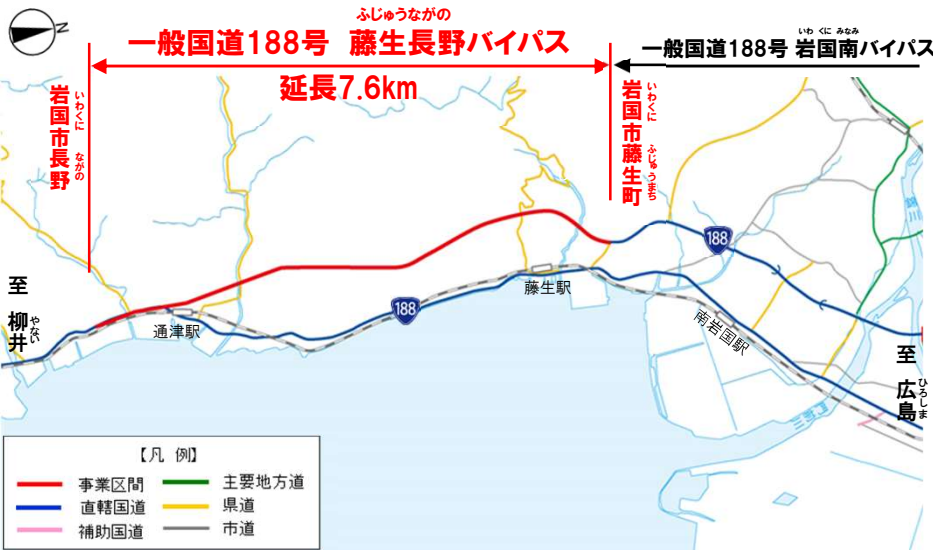 N
ふじゅうながの
一般国道188号 藤生長野バイパス
延長7.6km
いわ くに みなみ
一般国道188号 岩国南バイパス
岩国市長野
いわくに ながの
岩国市藤生町
いわくに ふじゅうまち
188
188
至 柳井
やない
通津駅
藤生駅
南岩国駅
至 広島
ひろしま
【凡 例】
事業区間
主要地方道
直轄国道
県道
補助国道
市道